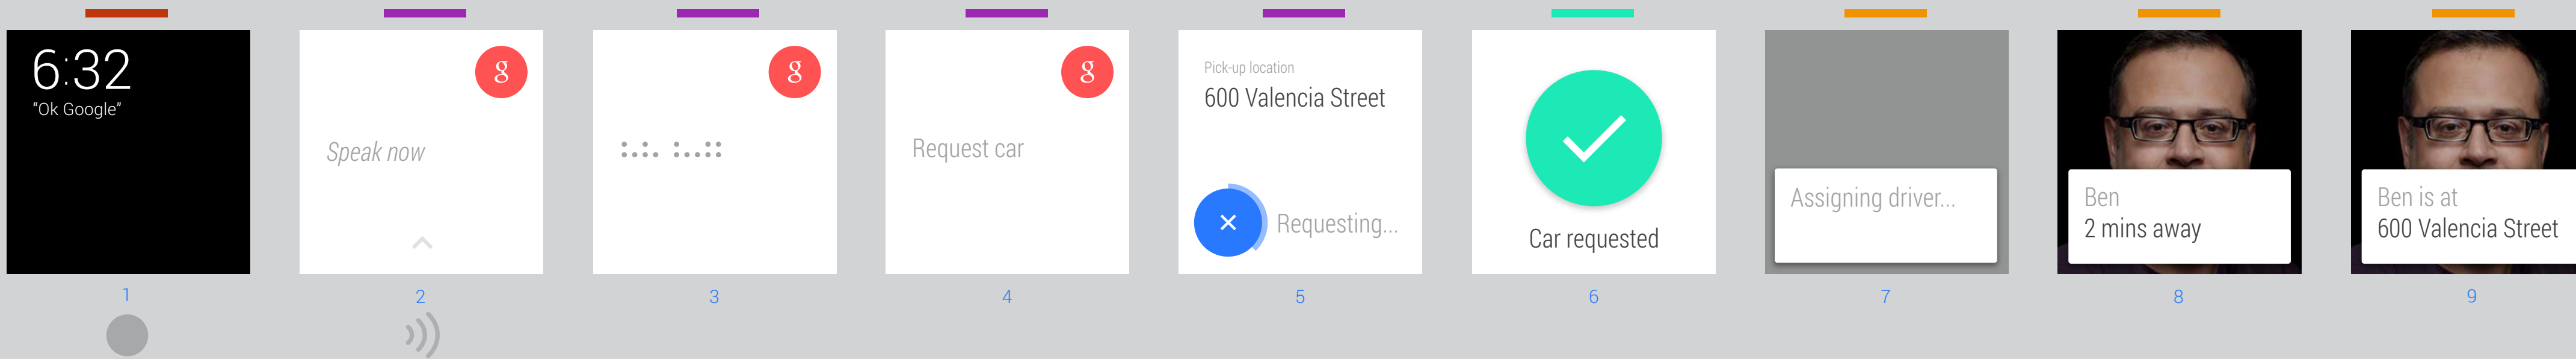 6:32
“Ok Google”
1
g
Speak now
2
g
3
g
Request car
4
Pick-up location
600 Valencia Street
Requesting...
5
Car requested
6
Assigning driver...
7
Ben
2 mins away
8
Ben is at
600 Valencia Street
9